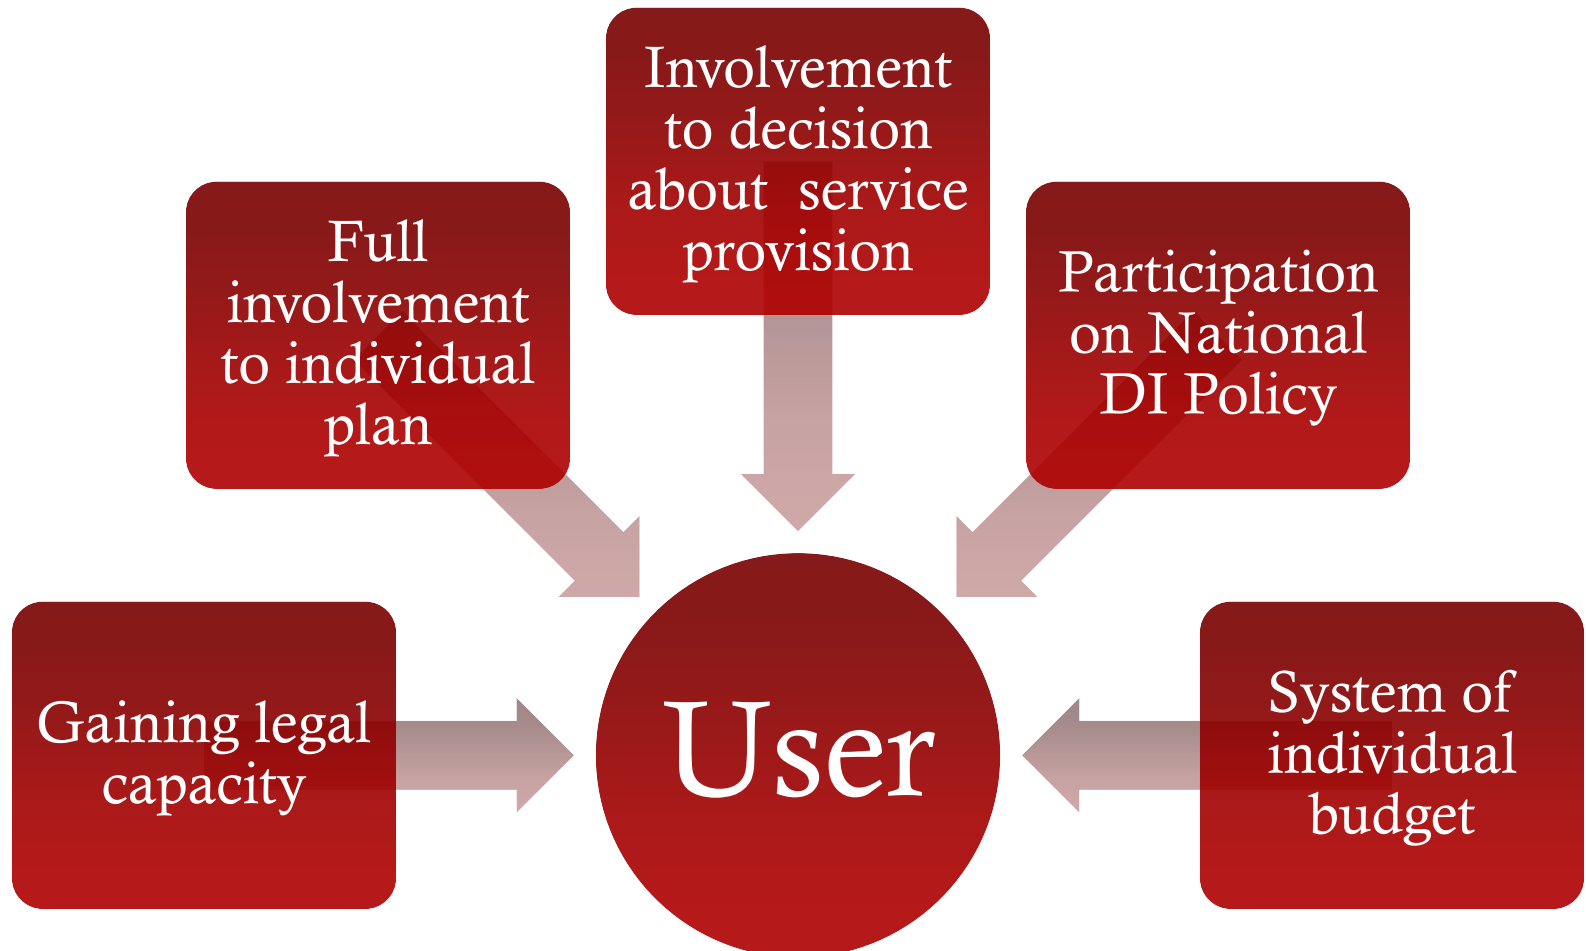 Involvement
to decision
about service
provision
Full
involvement
to individual
plan
Participation
on National
DI Policy
Gaining legal
capacity
User
System of
individual
budget